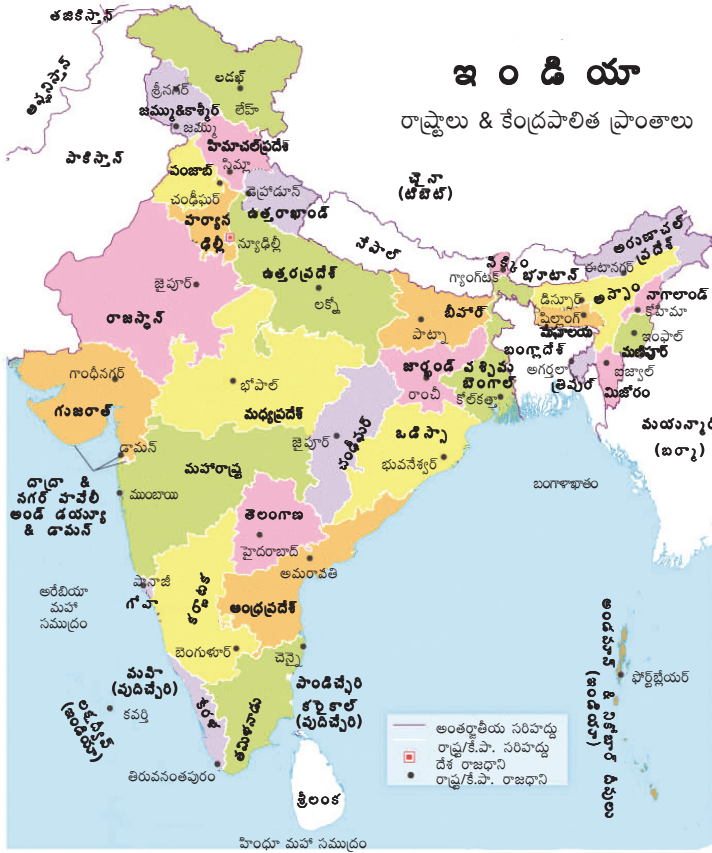 తజికిస్తాన్
ఆఫ్ఘనిస్తాన్
లడఖ్
లేహ్
శ్రీనగర్
జమ్ము&కాశ్మీర్
జమ్ము
ఇండియా
రాష్ట్రాలు & కేంద్రపాలిత ప్రాంతాలు
హిమాచల్‌ప్రదేశ్
సిమ్లా
పాకిస్తాన్
పంజాబ్
చండీఘర్
చైనా
(టిబెట్)
డెహ్రాడూన్
ఉత్తరాఖాండ్
హర్యాన
ఢిల్లీ
న్యూఢిల్లీ
నేపాల్
అరుణాచల్
ప్రదేశ్
ఈటానగర్
సిక్కిం
గ్యాంగ్‌టక్
భూటాన్
ఉత్తరప్రదేశ్
లక్నో
జైపూర్
రాజస్థాన్
బీహార్
పాట్నా
అస్సాం
డిస్పూర్
షిల్లాంగ్
మేఘాలయ
నాగాలాండ్
కోహిమా
ఇంఫాల్
మణిపూర్
బంగ్లాదేశ్
అగర్తలా
త్రిపుర
ఐజ్వాల్
మిజోరం
గాంధీనగర్
గుజరాత్
భోపాల్
మధ్యప్రదేశ్
జార్ఖండ్
రాంచీ
పశ్చిమ
బెంగాల్
కోల్‌కత్తా
మయన్మార్
(బర్మా)
జైపూర్
చండీఘర్
ఒడిస్సా
భువనేశ్వర్
డామన్
దాద్రా &
నగర్ హవేలీ
అండ్ డయ్యూ
& డామన్
ముంబాయి
మహారాష్ట్ర
బంగాళాఖాతం
తెలంగాణ
హైదరాబాద్
అమరావతి
అరేబియా
మహా
సముద్రం
పానాజీ
గోవా
కర్ణాటక
ఆంధ్రప్రదేశ్
బెంగుళూర్
చెన్నై
అండమాన్ & నికోబార్ దీవులు
(ఇండియా)
ఫోర్ట్‌బ్లేయర్
మహి
(పుదిచ్చేరి)
పాండిచ్చేరి
కరైకాల్
(పుదిచ్చేరి)
లక్షద్వీప్
(ఇండియా)
కవర్తి
కేరళ
తమిళనాడు
తిరువనంతపురం
శ్రీలంక
అంతర్జాతీయ సరిహద్దు
రాష్ట్ర/కే.పా. సరిహద్దు
దేశ రాజధాని
రాష్ట్ర/కే.పా. రాజధాని
హింధూ మహా సముద్రం